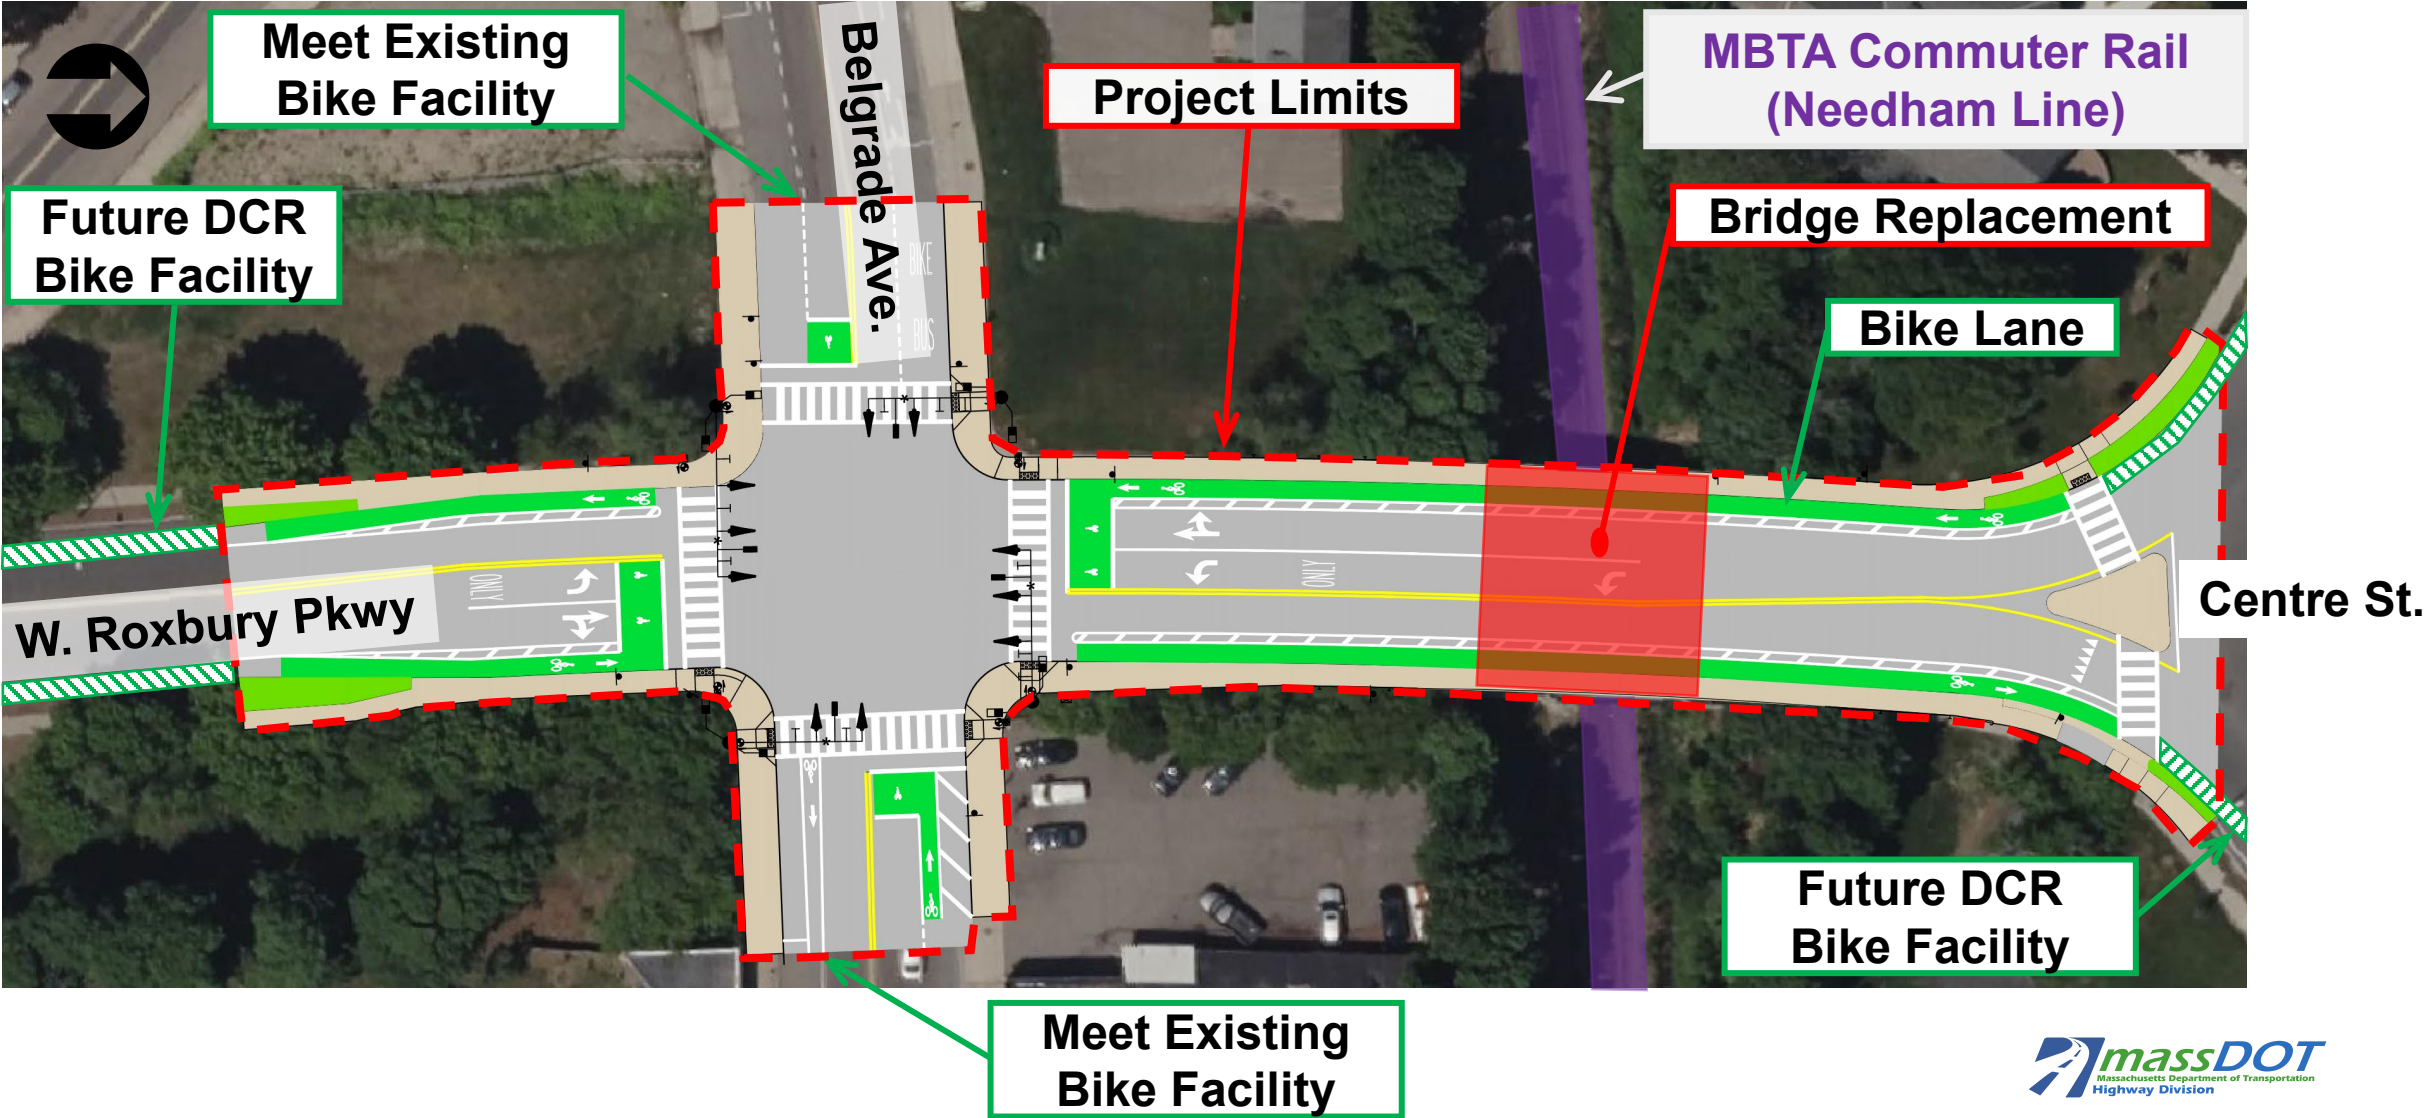 Meet Existing
Bike Facility
Belgrade Ave.
Project Limits
MBTA Commuter Rail
(Needham Line)
Future DCR
Bike Facility
Bridge Replacement
BIKE
BUS
Bike Lane
ONLY
ONLY
W. Roxbury Pkwy
Centre St.
Future DCR
Bike Facility
Meet Existing
Bike Facility
massDOT
Massachusetts Department of Transportation
Highway Division